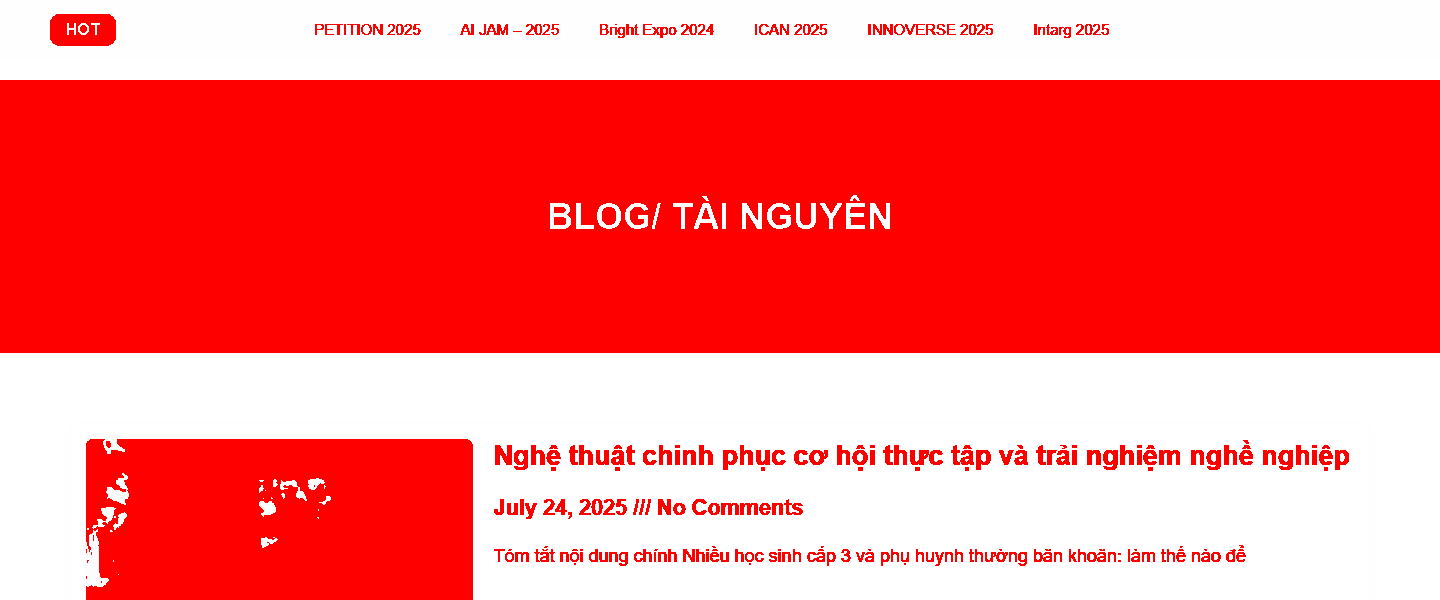 HOT
PETITION 2025 AI JAM – 2025 Bright Expo 2024 ICAN 2025 INNOVERSE 2025 Intarg 2025
BLOG/ TÀI NGUYÊN
Nghệ thuật chinh phục cơ hội thực tập và trải nghiệm nghề nghiệp
July 24, 2025 /// No Comments
Tóm tắt nội dung chính Nhiều học sinh cấp 3 và phụ huynh thường băn khoăn: làm thế nào để